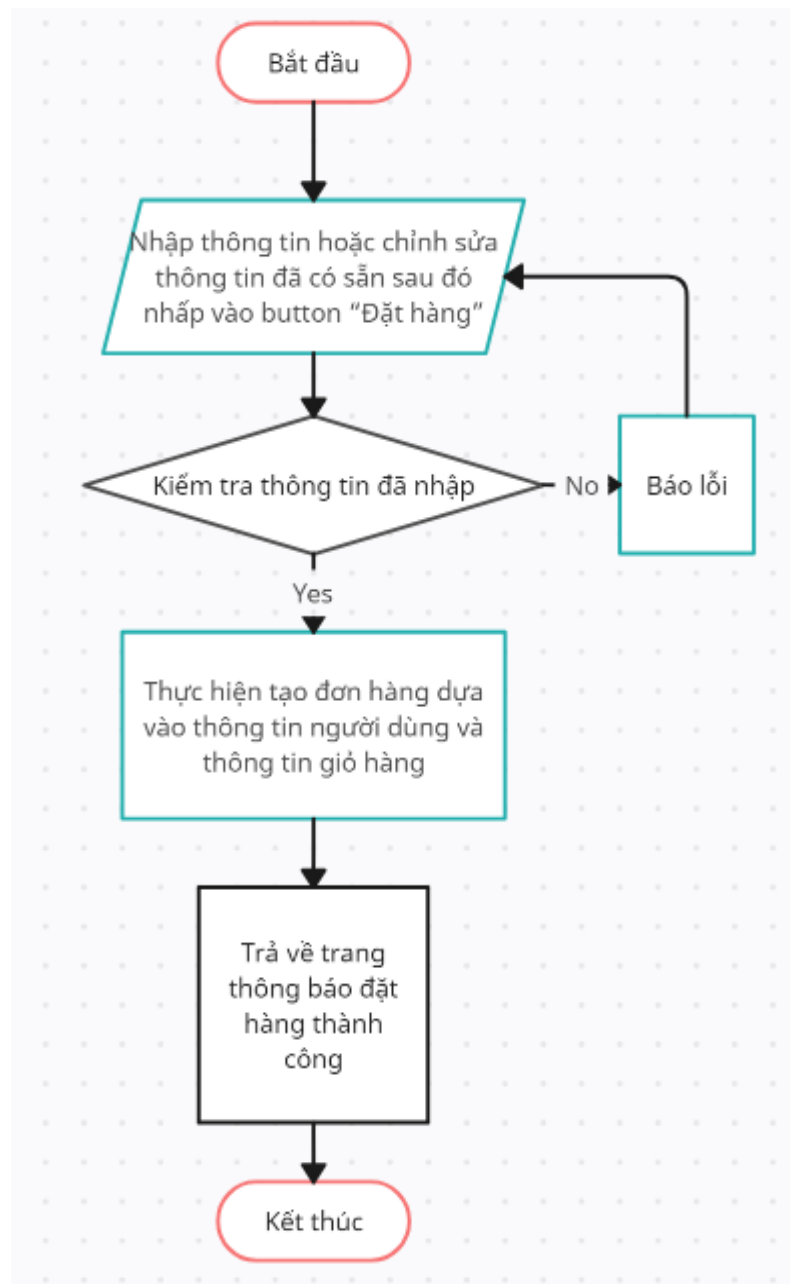 Bắt đầu
Nhập thông tin hoặc chỉnh sửa
thông tin đã có sẵn sau đó
nhấp vào button “Đặt hàng”
Kiểm tra thông tin đã nhập
No
Báo lỗi
Yes
Thực hiện tạo đơn hàng dựa
vào thông tin người dùng và
thông tin giỏ hàng
Trả về trang
thông báo đặt
hàng thành
công
Kết thúc